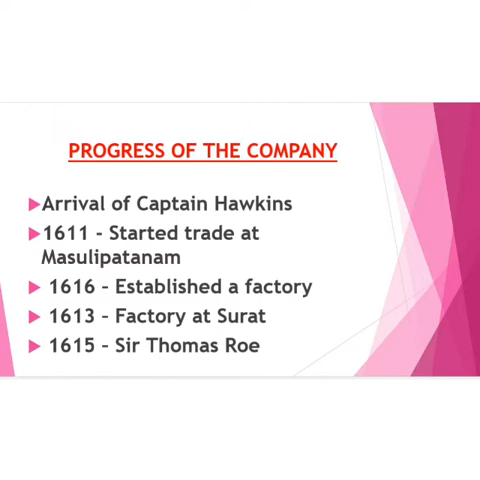 PROGRESS OF THE COMPANY
Arrival of Captain Hawkins
1611 - Started trade at
Masulipatanam
1616 – Established a factory
1613 – Factory at Surat
1615 – Sir Thomas Roe